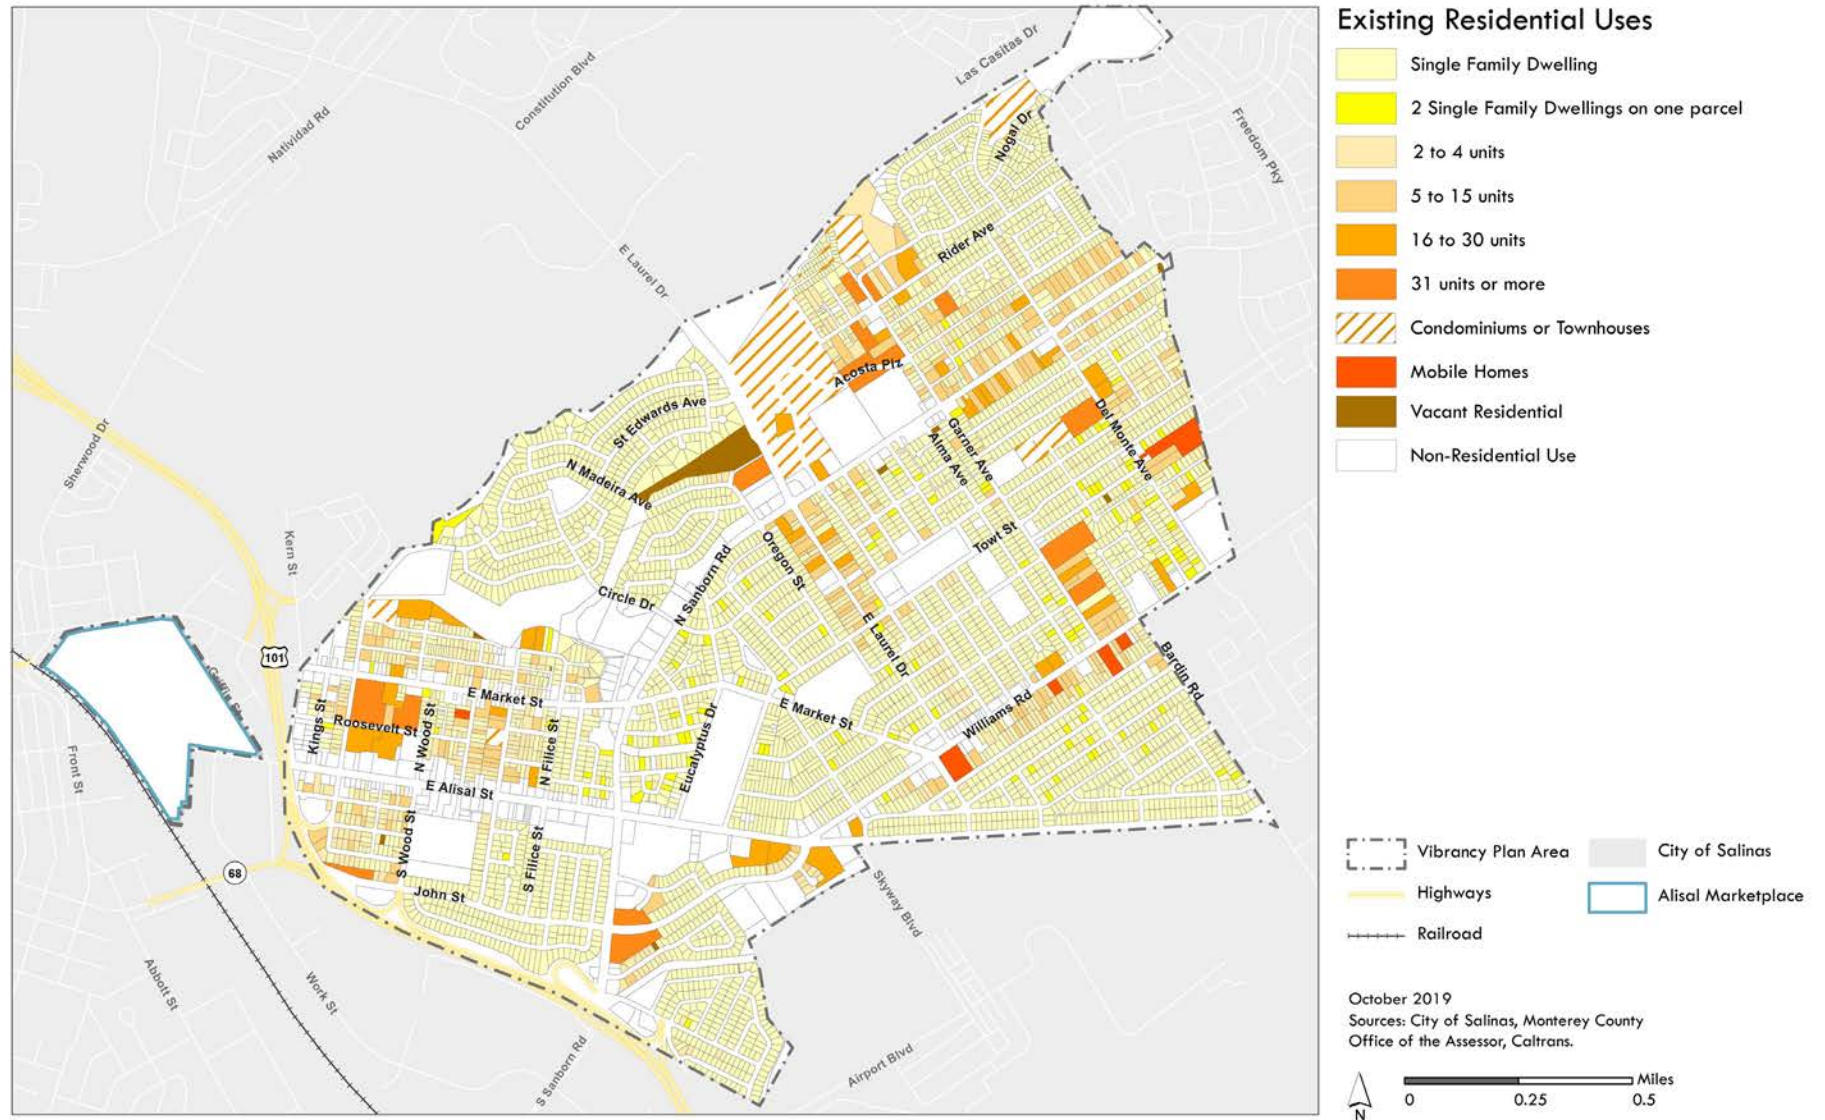 Existing Residential Uses
Single Family Dwelling
2 Single Family Dwellings on one parcel
2 to 4 units
5 to 15 units
16 to 30 units
31 units or more
Condominiums or Townhouses
Mobile Homes
Vacant Residential
Non-Residential Use
Las Casitas Dr
Constitution Blvd
Natividad Rd
Freedom Pky
Nogal Dr
E Laurel Dr
Rider Ave
Acosta Plz
St Edwards Ave
Del Monte Ave
Garner Ave
Alma Ave
N Madeira Ave
Sherwood Dr
Kern St
Towt St
Oregon St
N Sanborn Rd
Circle Dr
E Laurel Dr
101
Griffin St
Bardin Rd
E Market St
E Market St
Kings St
Roosevelt St
N Wood St
N Filice St
Eucalyptus Dr
Williams Rd
Front St
E Alisal St
S Wood St
S Filice St
68
John St
Skyway Blvd
Abbott St
Work St
S Sanborn Rd
Airport Blvd
Vibrancy Plan Area
City of Salinas
Highways
Alisal Marketplace
Railroad
October 2019
Sources: City of Salinas, Monterey County
Office of the Assessor, Caltrans.
Miles
0 0.25 0.5
N